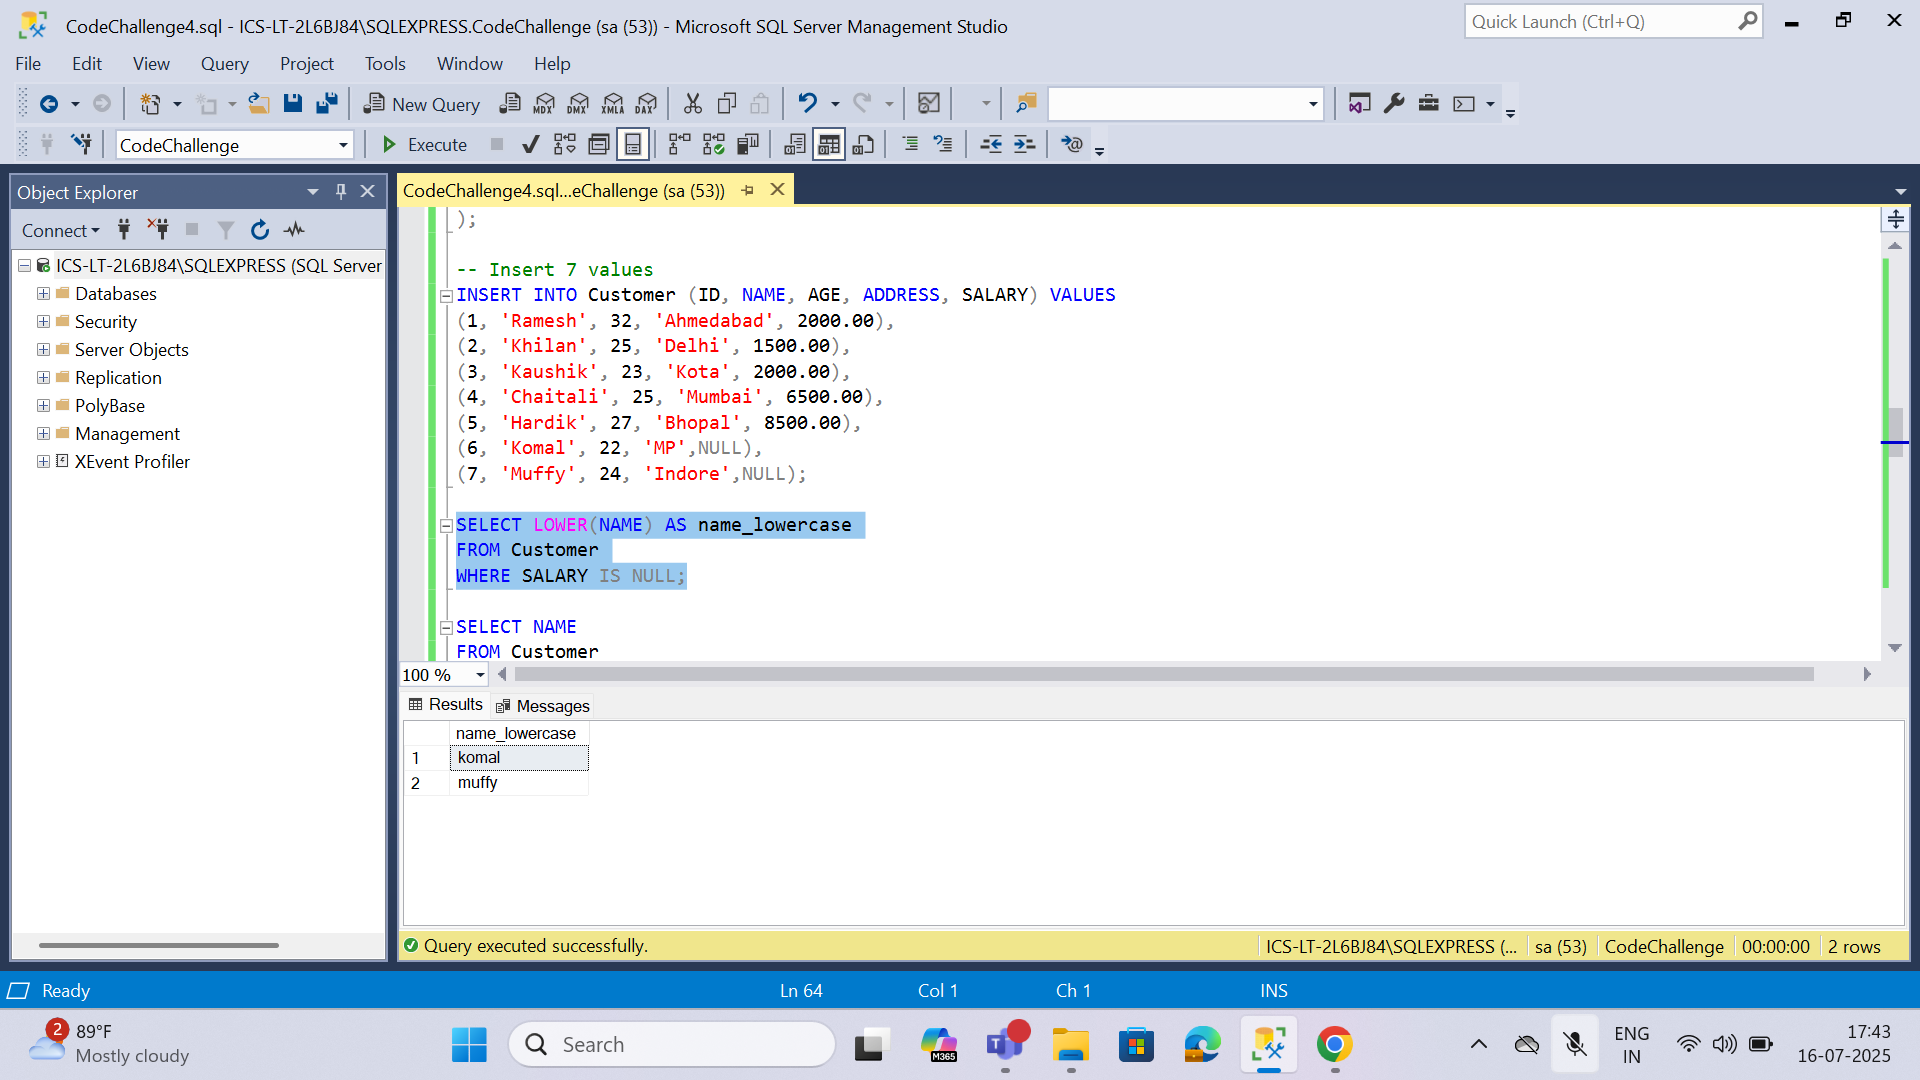 CodeChallenge4.sql - ICS-LT-2L6BJ84\SQLEXPRESS.CodeChallenge (sa (53)) - Microsoft SQL Server Management Studio
Quick Launch (Ctrl+Q)
File Edit View Query Project Tools Window Help
New Query MDX DMX XMLA DAX
CodeChallenge Execute
Object Explorer
Connect
ICS-LT-2L6BJ84\SQLEXPRESS (SQL Server
Databases
Security
Server Objects
Replication
PolyBase
Management
XEvent Profiler
CodeChallenge4.sql...eChallenge (sa (53))
);
-- Insert 7 values
INSERT INTO Customer (ID, NAME, AGE, ADDRESS, SALARY) VALUES
(1, 'Ramesh', 32, 'Ahmedabad', 2000.00),
(2, 'Khilan', 25, 'Delhi', 1500.00),
(3, 'Kaushik', 23, 'Kota', 2000.00),
(4, 'Chaitali', 25, 'Mumbai', 6500.00),
(5, 'Hardik', 27, 'Bhopal', 8500.00),
(6, 'Komal', 22, 'MP',NULL),
(7, 'Muffy', 24, 'Indore',NULL);
SELECT LOWER(NAME) AS name_lowercase
FROM Customer
WHERE SALARY IS NULL;
SELECT NAME
FROM Customer
100 %
Results Messages
name_lowercase
1 komal
2 muffy
Query executed successfully.
ICS-LT-2L6BJ84\SQLEXPRESS (... sa (53) CodeChallenge 00:00:00 2 rows
Ready Ln 64 Col 1 Ch 1 INS
2
89°F
Mostly cloudy
Search
M365
T
ENG
IN
17:43
16-07-2025